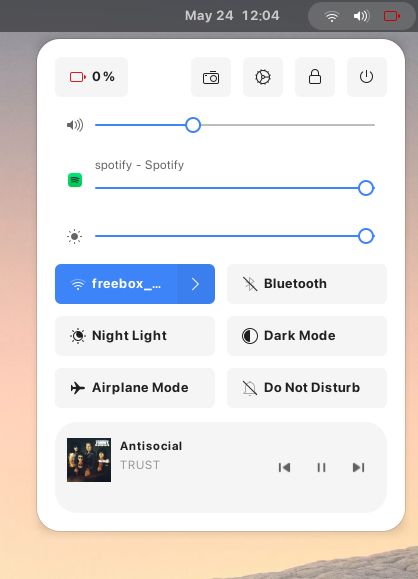 May 24 12:04
0 %
spotify - Spotify
freebox_...
Bluetooth
Night Light
Dark Mode
Airplane Mode
Do Not Disturb
Antisocial
TRUST